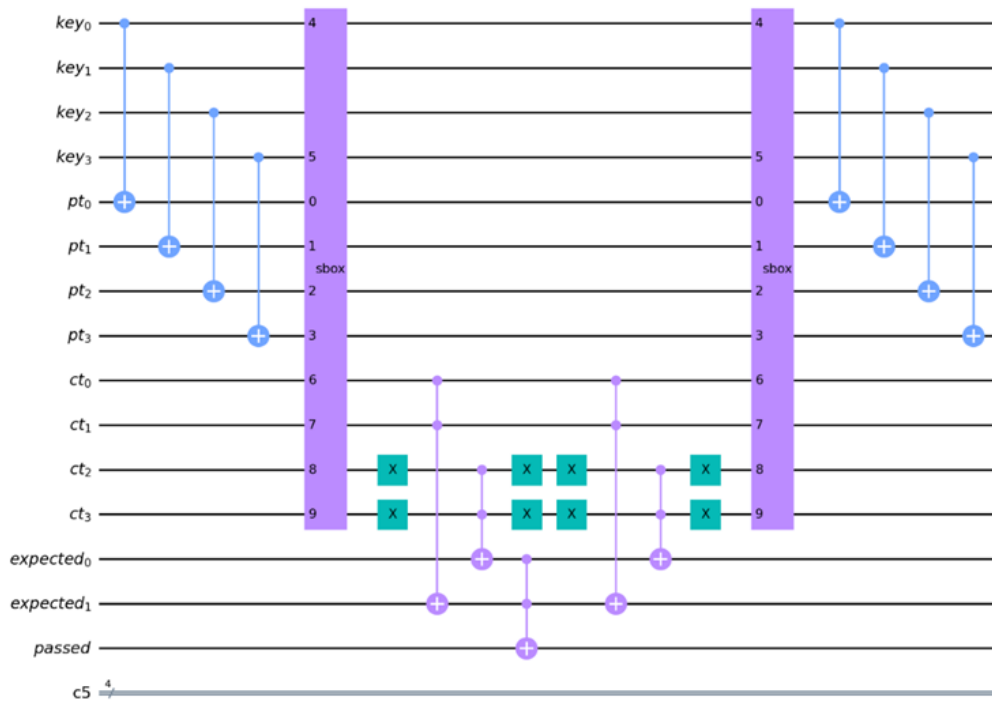 key₀ 4 4
key₁
key₂
key₃ 5 5
pt₀ 0 0
pt₁ 1 1
sbox sbox
pt₂ 2 2
pt₃ 3 3
ct₀ 6 6
ct₁ 7 7
ct₂ 8 X X X X 8
ct₃ 9 X X X X 9
expected₀
expected₁
passed
4
c5